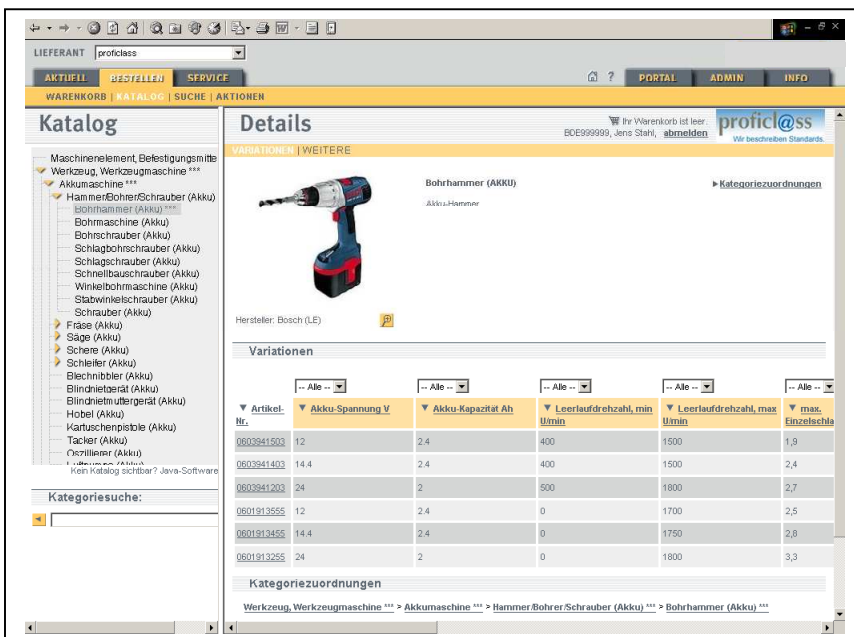 LIEFERANT proficlass
AKTUELL BESTELLEN SERVICE
? PORTAL ADMIN INFO
WARENKORB | KATALOG | SUCHE | AKTIONEN
Katalog
Maschinenelement, Befestigungsmitte
Werkzeug, Werkzeugmaschine ***
Akkumaschine ***
Hammer/Bohrer/Schrauber (Akku)
Bohrhammer (Akku) ***
Bohrmaschine (Akku)
Bohrschrauber (Akku)
Schlagbohrschrauber (Akku)
Schlagschrauber (Akku)
Schnellbauschrauber (Akku)
Winkelbohrmaschine (Akku)
Stabwinkelschrauber (Akku)
Schrauber (Akku)
Fräse (Akku)
Säge (Akku)
Schere (Akku)
Schleifer (Akku)
Blechnibbler (Akku)
Blindnietgerät (Akku)
Blindnietmuttergerät (Akku)
Hobel (Akku)
Kartuschenpistole (Akku)
Tacker (Akku)
Oszillierer (Akku)
Luftpumpe (Akku)
Kein Katalog sichtbar? Java-Software
Kategoriesuche:
Details
Ihr Warenkorb ist leer.
BDE999999, Jens Stahl, abmelden
proficl@ss
Wir beschreiben Standards.
VARIATIONEN | WEITERE
Bohrhammer (AKKU)
Kategoriezuordnungen
Akku-Hammer
Hersteller: Bosch (LE)
Variationen
-- Alle -- -- Alle -- -- Alle -- -- Alle -- -- Alle --
Artikel-Nr. Akku-Spannung V Akku-Kapazität Ah Leerlaufdrehzahl, min U/min Leerlaufdrehzahl, max U/min max. Einzelschla
0603941503 12 2.4 400 1500 1,9
0603941403 14.4 2.4 400 1500 2,4
0603941203 24 2 500 1800 2,7
0601913555 12 2.4 0 1700 2,5
0601913455 14.4 2.4 0 1750 2,8
0601913255 24 2 0 1800 3,3
Kategoriezuordnungen
Werkzeug, Werkzeugmaschine *** > Akkumaschine *** > Hammer/Bohrer/Schrauber (Akku) *** > Bohrhammer (Akku) ***